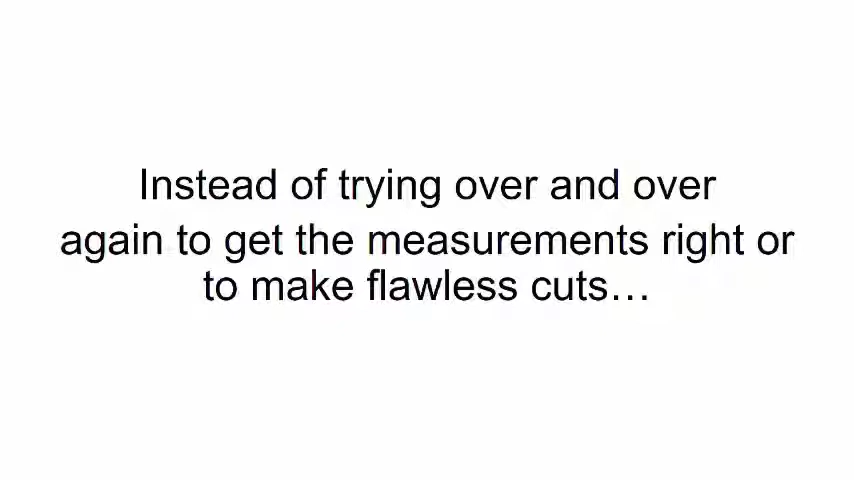 Instead of trying over and over
again to get the measurements right or
to make flawless cuts…